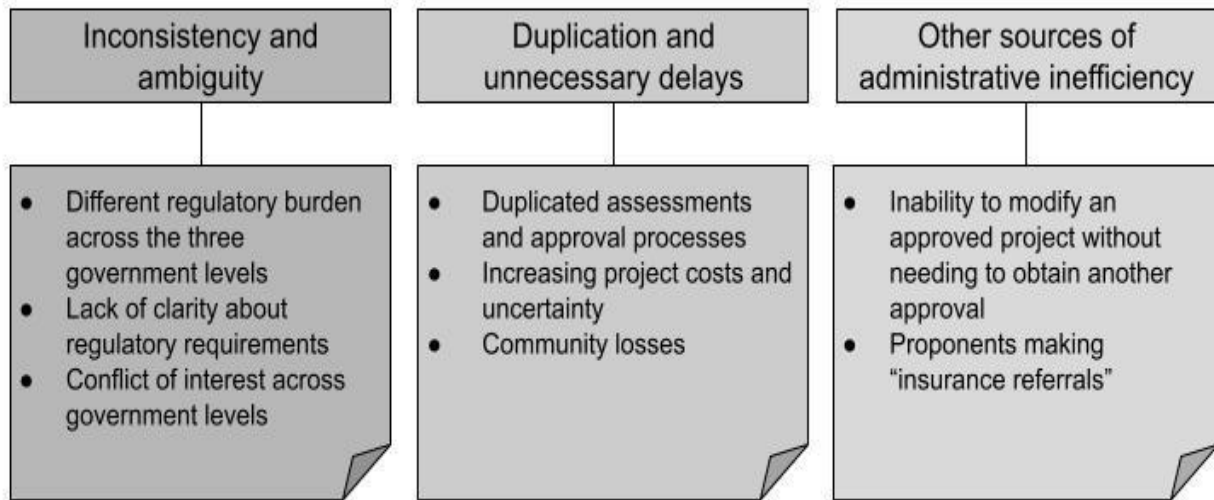 Inconsistency and
ambiguity
● Different regulatory burden
across the three
government levels
● Lack of clarity about
regulatory requirements
● Conflict of interest across
government levels
Duplication and
unnecessary delays
● Duplicated assessments
and approval processes
● Increasing project costs and
uncertainty
● Community losses
Other sources of
administrative inefficiency
● Inability to modify an
approved project without
needing to obtain another
approval
● Proponents making
“insurance referrals”